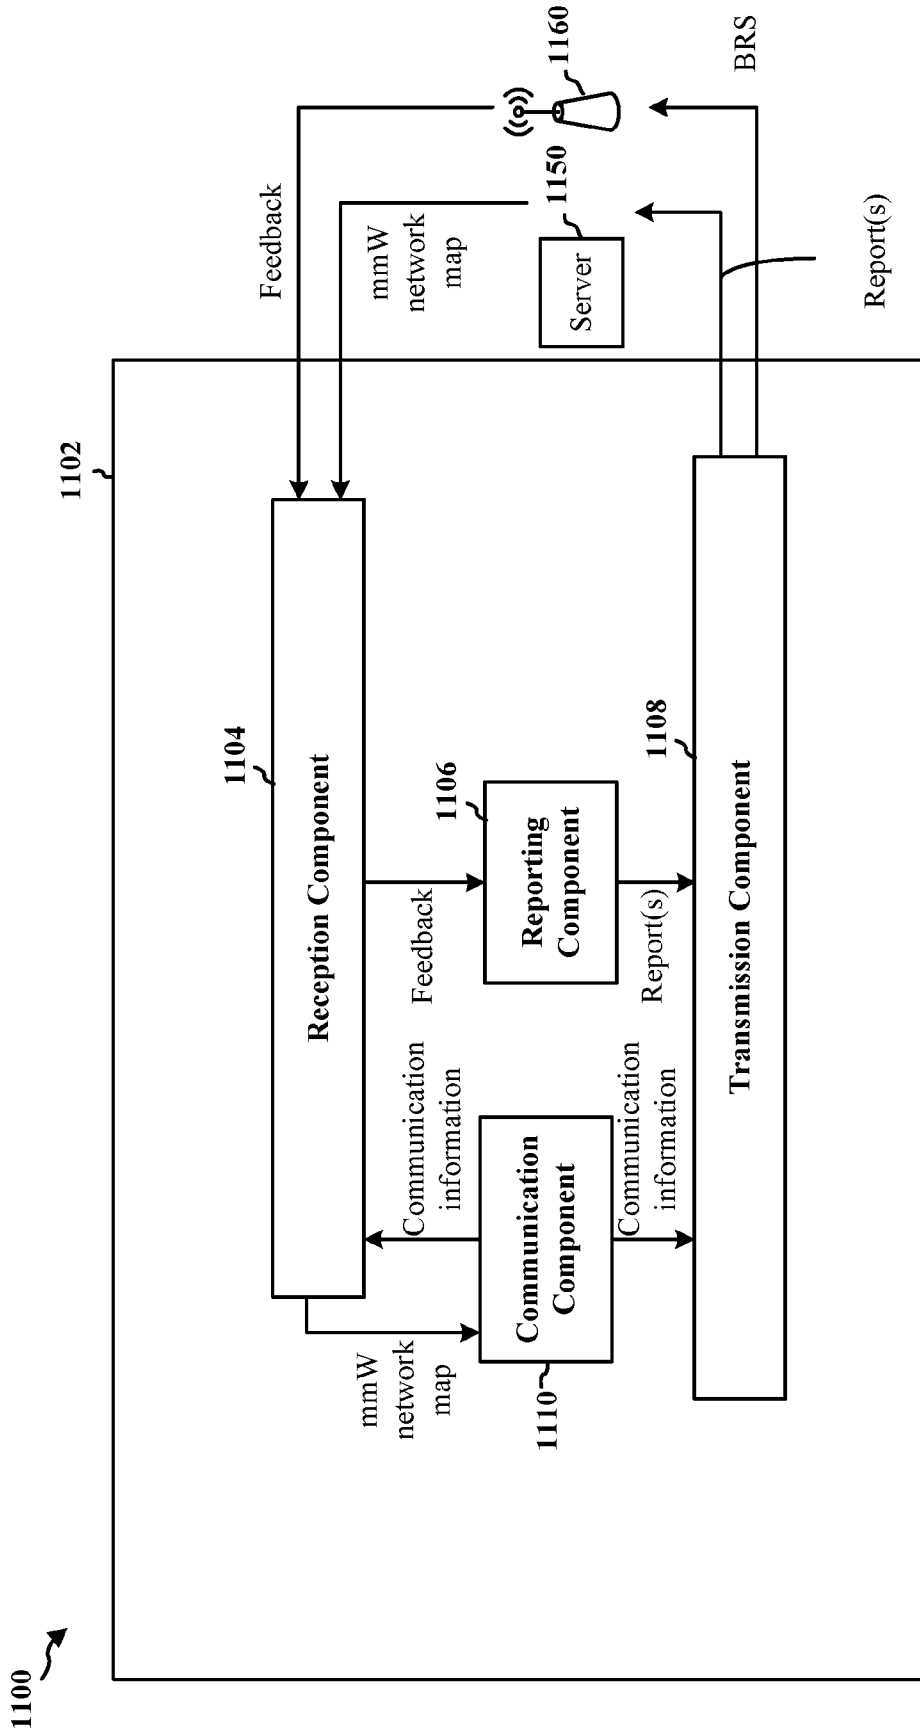 1100
1102
1104
Reception Component
Feedback
mmW
network
map
1160
1150
Server
BRS
Report(s)
mmW
network
map
Communication
information
Feedback
1110
Communication
Component
1106
Reporting
Component
Communication
information
Report(s)
1108
Transmission Component